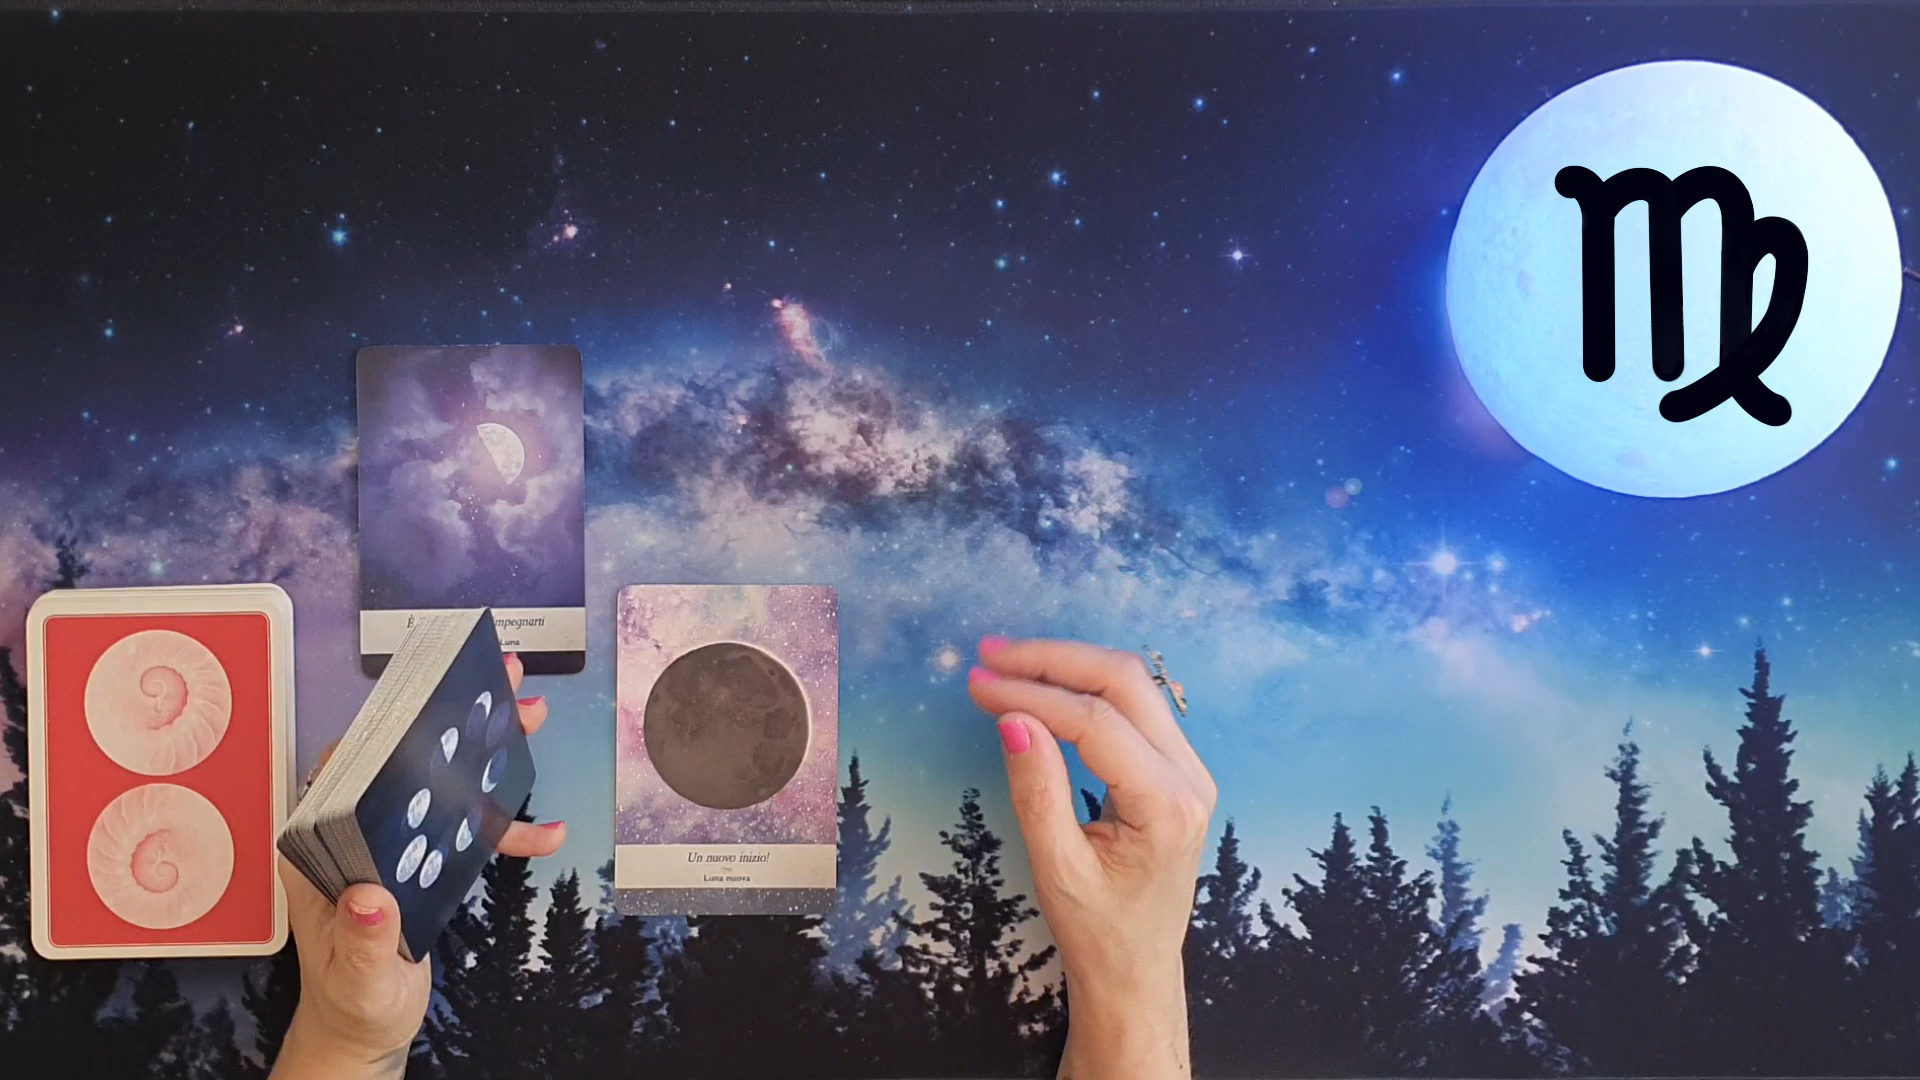 È
mpegnarti
Luna
Un nuovo inizio!
Luna nuova